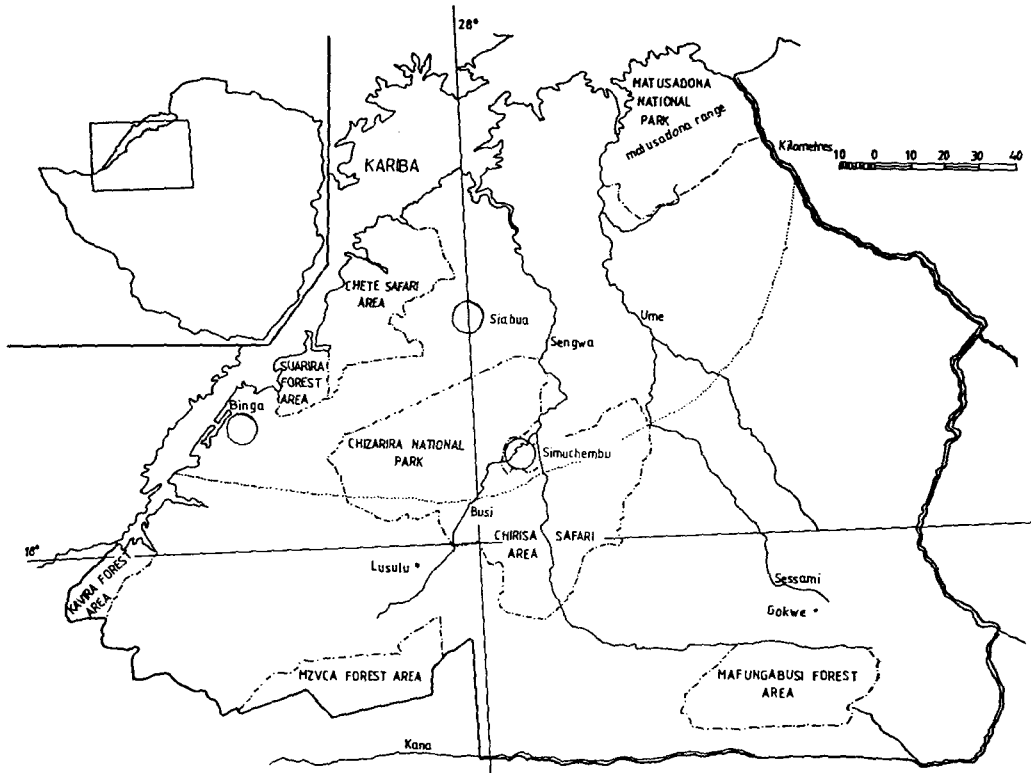 28°
MATUSADONA
NATIONAL
PARK
matusadona range
Kilometres
10 0 10 20 30 40
KARIBA
CHETE SAFARI
AREA
Siabua
Ume
Sengwa
SUARIRA
FOREST
AREA
Binga
CHIZARIRA NATIONAL
PARK
Simuchembu
Busi
CHIRISA SAFARI
AREA
18°
Lusulu
KAVIRA FOREST
AREA
Sessami
Gokwe
MZVCA FOREST AREA
MAFUNGABUSI FOREST
AREA
Kana